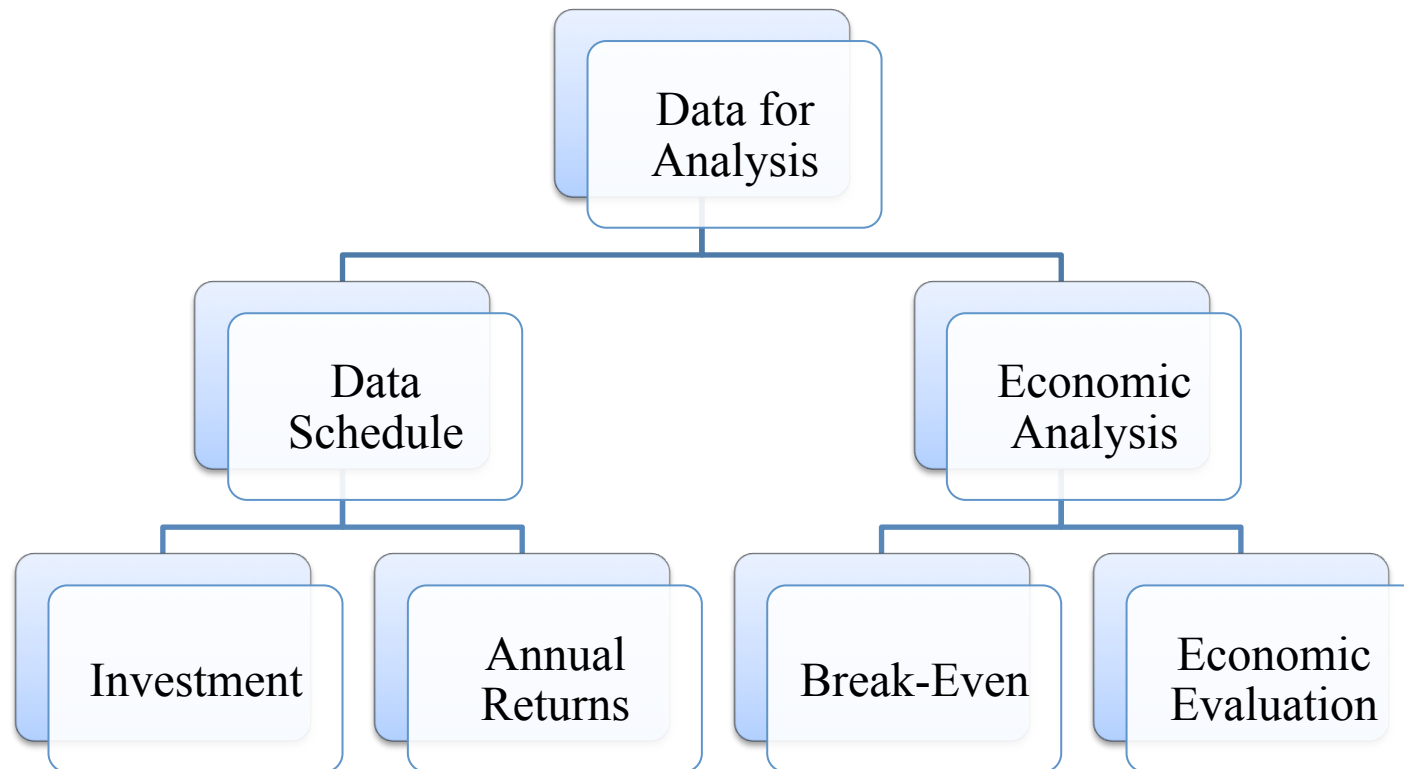 Data for
Analysis
Data
Schedule
Economic
Analysis
Investment
Annual
Returns
Break-Even
Economic
Evaluation